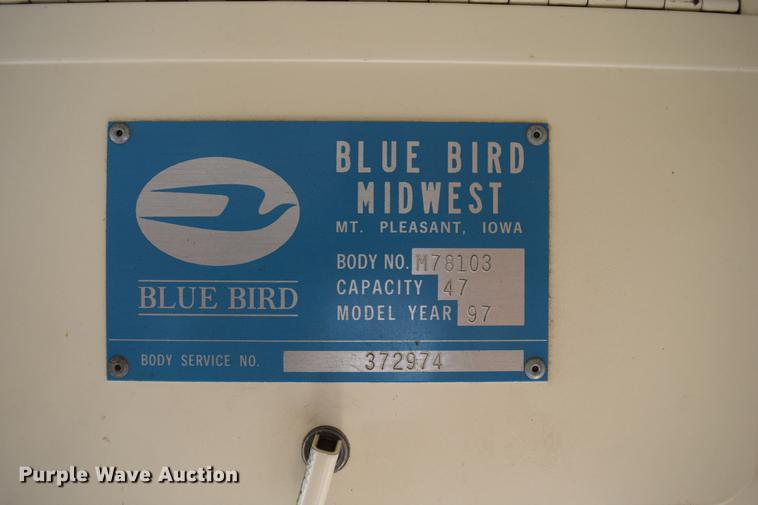 BLUE BIRD
MIDWEST
MT. PLEASANT, IOWA
BODY NO. M78103
CAPACITY 47
MODEL YEAR 97
BLUE BIRD
BODY SERVICE NO. 372974
Purple Wave Auction